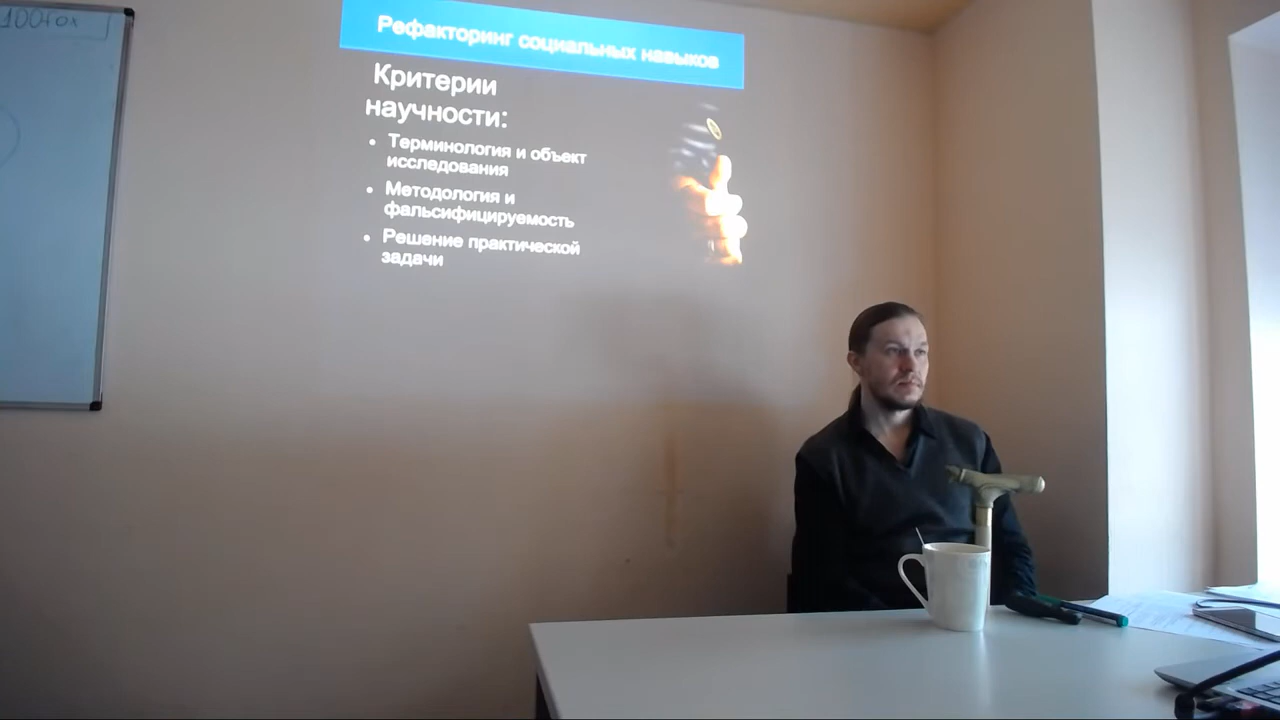 Рефакторинг социальных навыков
Критерии
научности:
• Терминология и объект
исследования
• Методология и
фальсифицируемость
• Решение практической
задачи